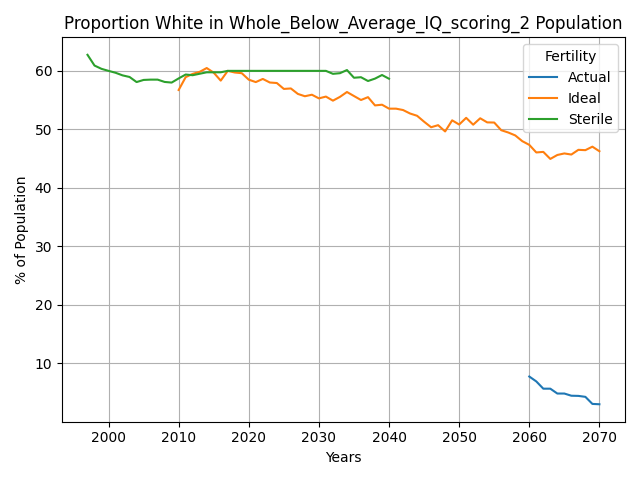 Proportion White in Whole_Below_Average_IQ_scoring_2 Population
Fertility
Actual
Ideal
Sterile
% of Population
60
50
40
30
20
10
2000 2010 2020 2030 2040 2050 2060 2070
Years